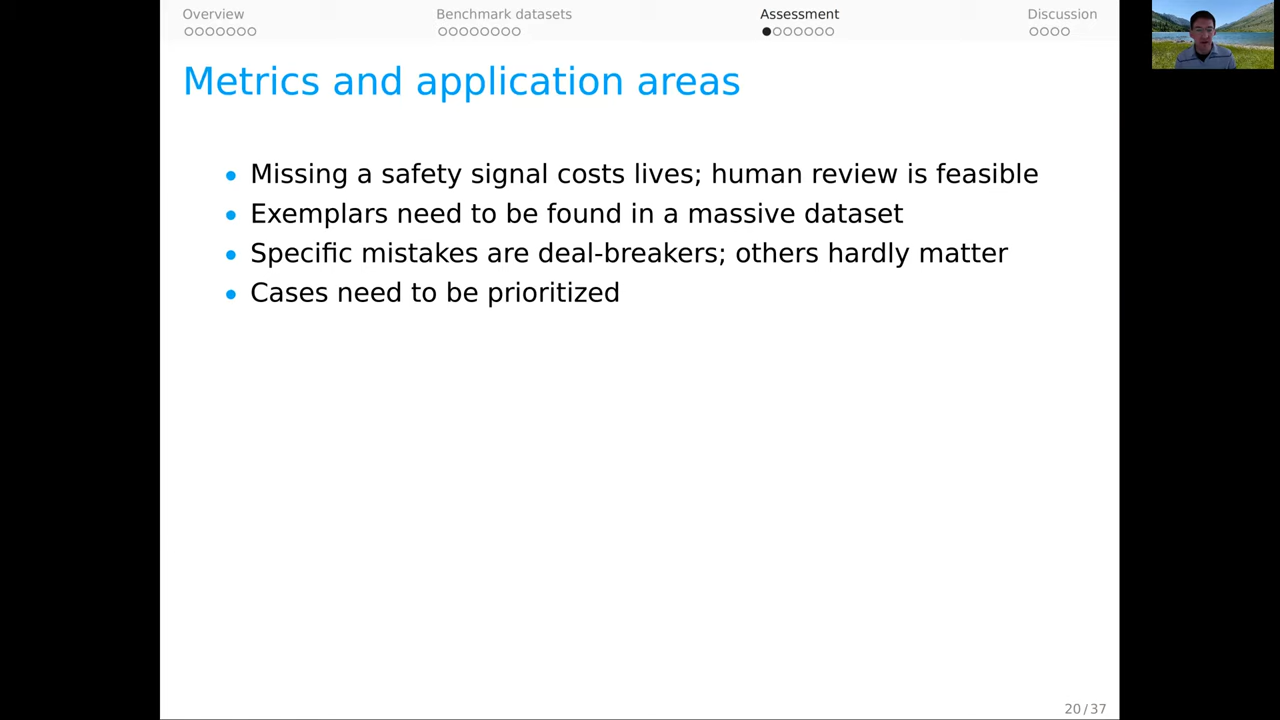 Overview
Benchmark datasets
Assessment
Discussion
Metrics and application areas
Missing a safety signal costs lives; human review is feasible
Exemplars need to be found in a massive dataset
Specific mistakes are deal-breakers; others hardly matter
Cases need to be prioritized
20 / 37